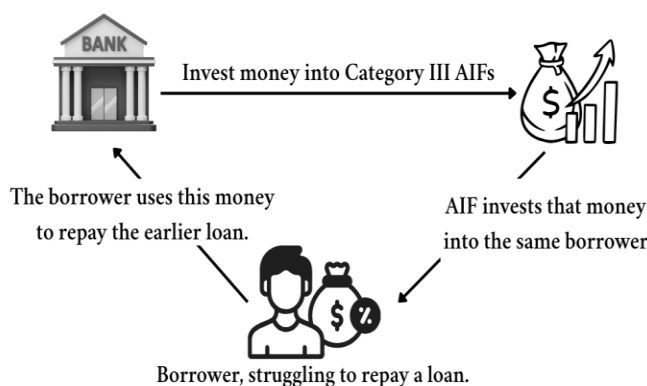 BANK
Invest money into Category III AIFs
$
The borrower uses this money
to repay the earlier loan.
AIF invests that money
into the same borrower
$ %
Borrower, struggling to repay a loan.